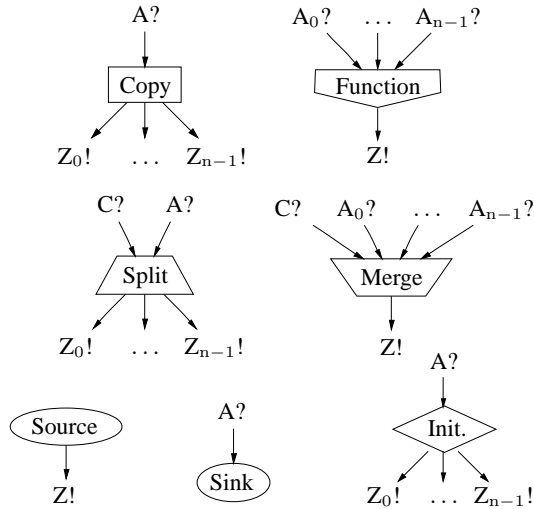 A? A₀? ... Aₙ₋₁?
Copy Function
Z₀! ... Zₙ₋₁! Z!
C? A? C? A₀? ... Aₙ₋₁?
Split Merge
Z₀! ... Zₙ₋₁! Z!
A?
Source A? Init.
Z! Sink Z₀! ... Zₙ₋₁!